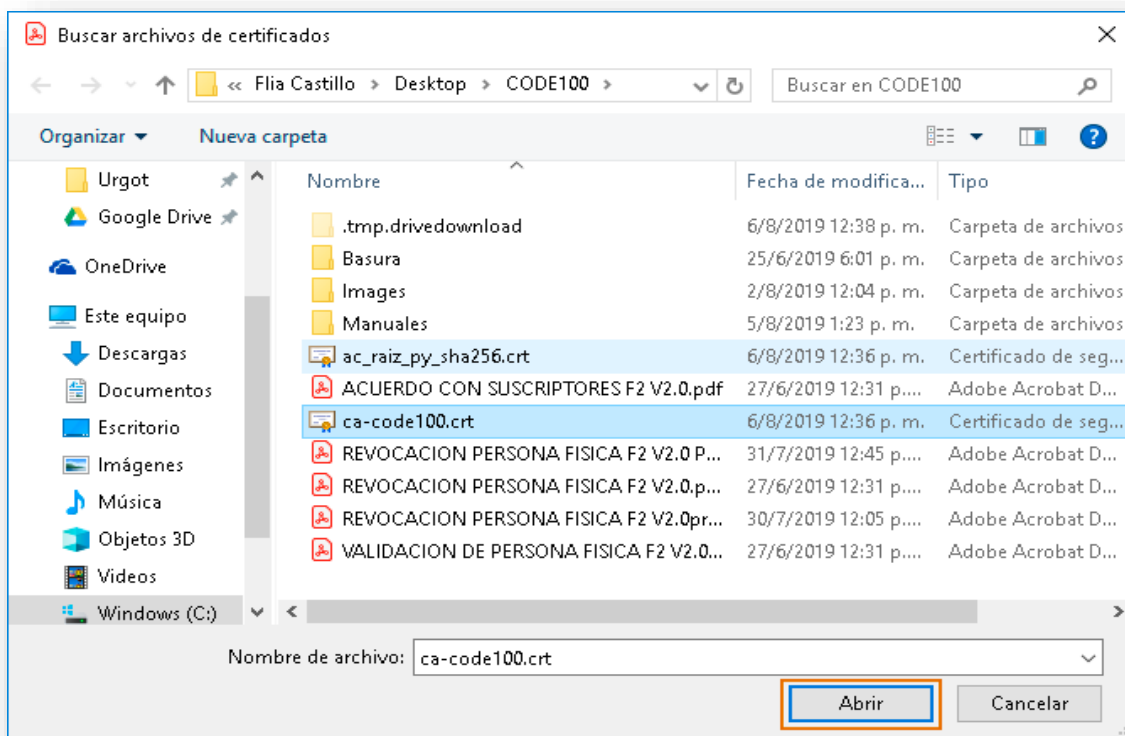 Buscar archivos de certificados
« Flia Castillo > Desktop > CODE100 >
Buscar en CODE100
Organizar
Nueva carpeta
Urgot
Google Drive
OneDrive
Este equipo
Descargas
Documentos
Escritorio
Imágenes
Música
Objetos 3D
Videos
Windows (C:)
Nombre Fecha de modifica... Tipo
.tmp.drivedownload 6/8/2019 12:38 p. m. Carpeta de archivos
Basura 25/6/2019 6:01 p. m. Carpeta de archivos
Images 2/8/2019 12:04 p. m. Carpeta de archivos
Manuales 5/8/2019 1:23 p. m. Carpeta de archivos
ac_raiz_py_sha256.crt 6/8/2019 12:36 p. m. Certificado de seg...
ACUERDO CON SUSCRIPTORES F2 V2.0.pdf 27/6/2019 12:31 p.... Adobe Acrobat D...
ca-code100.crt 6/8/2019 12:36 p. m. Certificado de seg...
REVOCACION PERSONA FISICA F2 V2.0 P... 31/7/2019 12:45 p.... Adobe Acrobat D...
REVOCACION PERSONA FISICA F2 V2.0.p... 27/6/2019 12:31 p.... Adobe Acrobat D...
REVOCACION PERSONA FISICA F2 V2.0pr... 30/7/2019 12:05 p.... Adobe Acrobat D...
VALIDACION DE PERSONA FISICA F2 V2.0... 27/6/2019 12:31 p.... Adobe Acrobat D...
Nombre de archivo: ca-code100.crt
Abrir
Cancelar